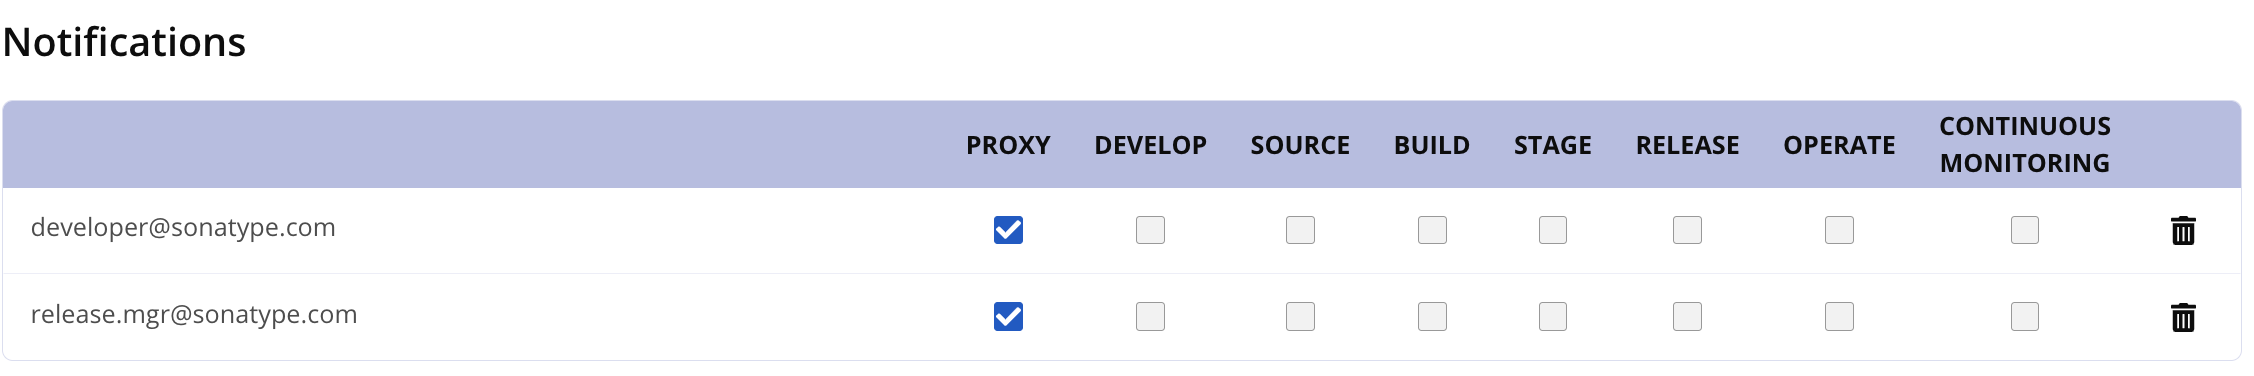 Notifications
PROXY DEVELOP SOURCE BUILD STAGE RELEASE OPERATE CONTINUOUS MONITORING
developer@sonatype.com
release.mgr@sonatype.com